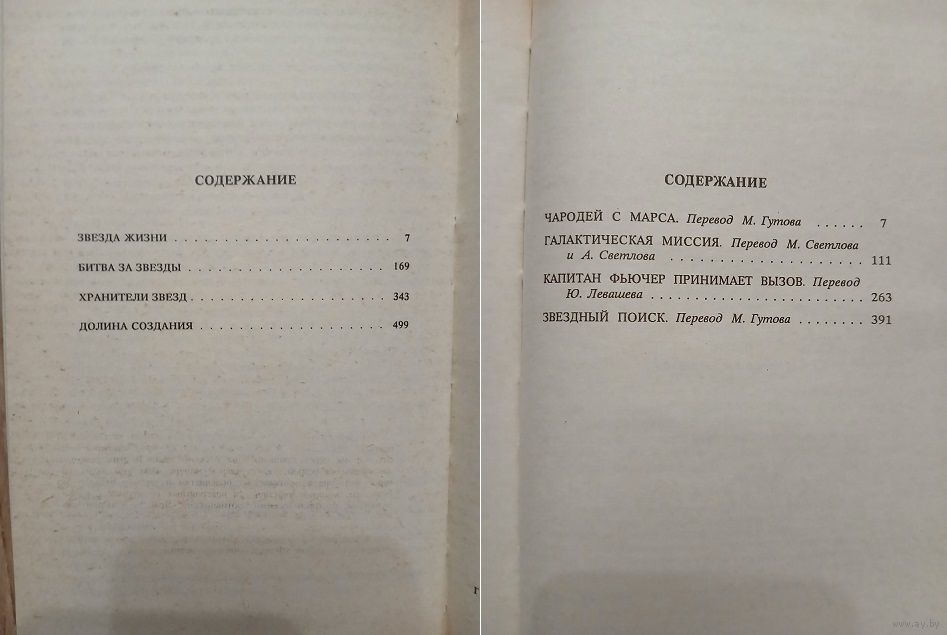 СОДЕРЖАНИЕ
ЗВЕЗДА ЖИЗНИ . . . . . . . . . . . . . . . . . . . . . . . 7
БИТВА ЗА ЗВЕЗДЫ . . . . . . . . . . . . . . . . . . . . . 169
ХРАНИТЕЛИ ЗВЕЗД . . . . . . . . . . . . . . . . . . . . . 343
ДОЛИНА СОЗДАНИЯ . . . . . . . . . . . . . . . . . . . . 499
СОДЕРЖАНИЕ
ЧАРОДЕЙ С МАРСА. Перевод М. Гутова . . . . . . 7
ГАЛАКТИЧЕСКАЯ МИССИЯ. Перевод М. Светлова
и А. Светлова . . . . . . . . . . . . . . . . . . . . . 111
КАПИТАН ФЬЮЧЕР ПРИНИМАЕТ ВЫЗОВ. Перевод
Ю. Левашева . . . . . . . . . . . . . . . . . . . . . . . 263
ЗВЕЗДНЫЙ ПОИСК. Перевод М. Гутова . . . . . . . . 391
www.ay.by